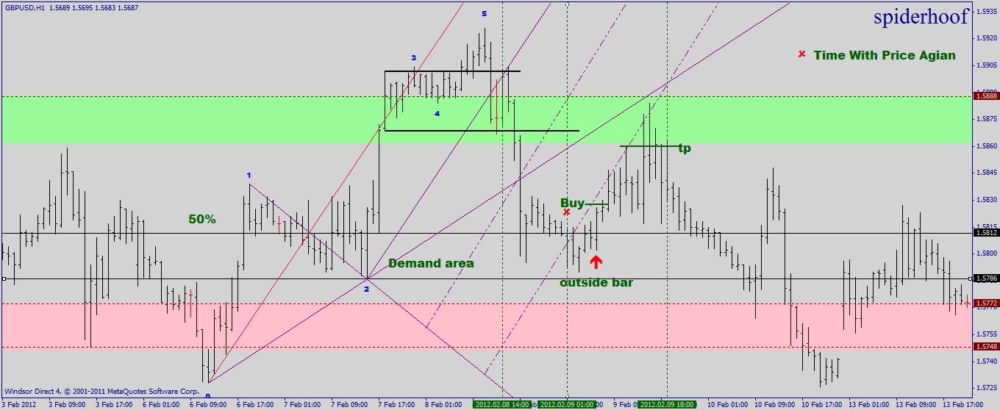 GBPUSD,H1 1.5689 1.5695 1.5683 1.5687
spiderhoof
Time With Price Agian
5
3
4
1
50%
2
0
Demand area
Buy
outside bar
tp
1.5935
1.5920
1.5905
1.5888
1.5875
1.5860
1.5845
1.5830
1.5815
1.5812
1.5800
1.5786
1.5772
1.5755
1.5748
1.5740
1.5725
Windsor Direct 4, © 2001-2011 MetaQuotes Software Corp.
3 Feb 2012 3 Feb 09:00 3 Feb 17:00 6 Feb 01:00 6 Feb 09:00 6 Feb 17:00 7 Feb 01:00 7 Feb 09:00 7 Feb 17:00 8 Feb 01:00 2012.02.08 14:00 2012.02.09 01:00 9 Feb 2012.02.09 18:00 10 Feb 01:00 10 Feb 09:00 10 Feb 17:00 13 Feb 01:00 13 Feb 09:00 13 Feb 17:00